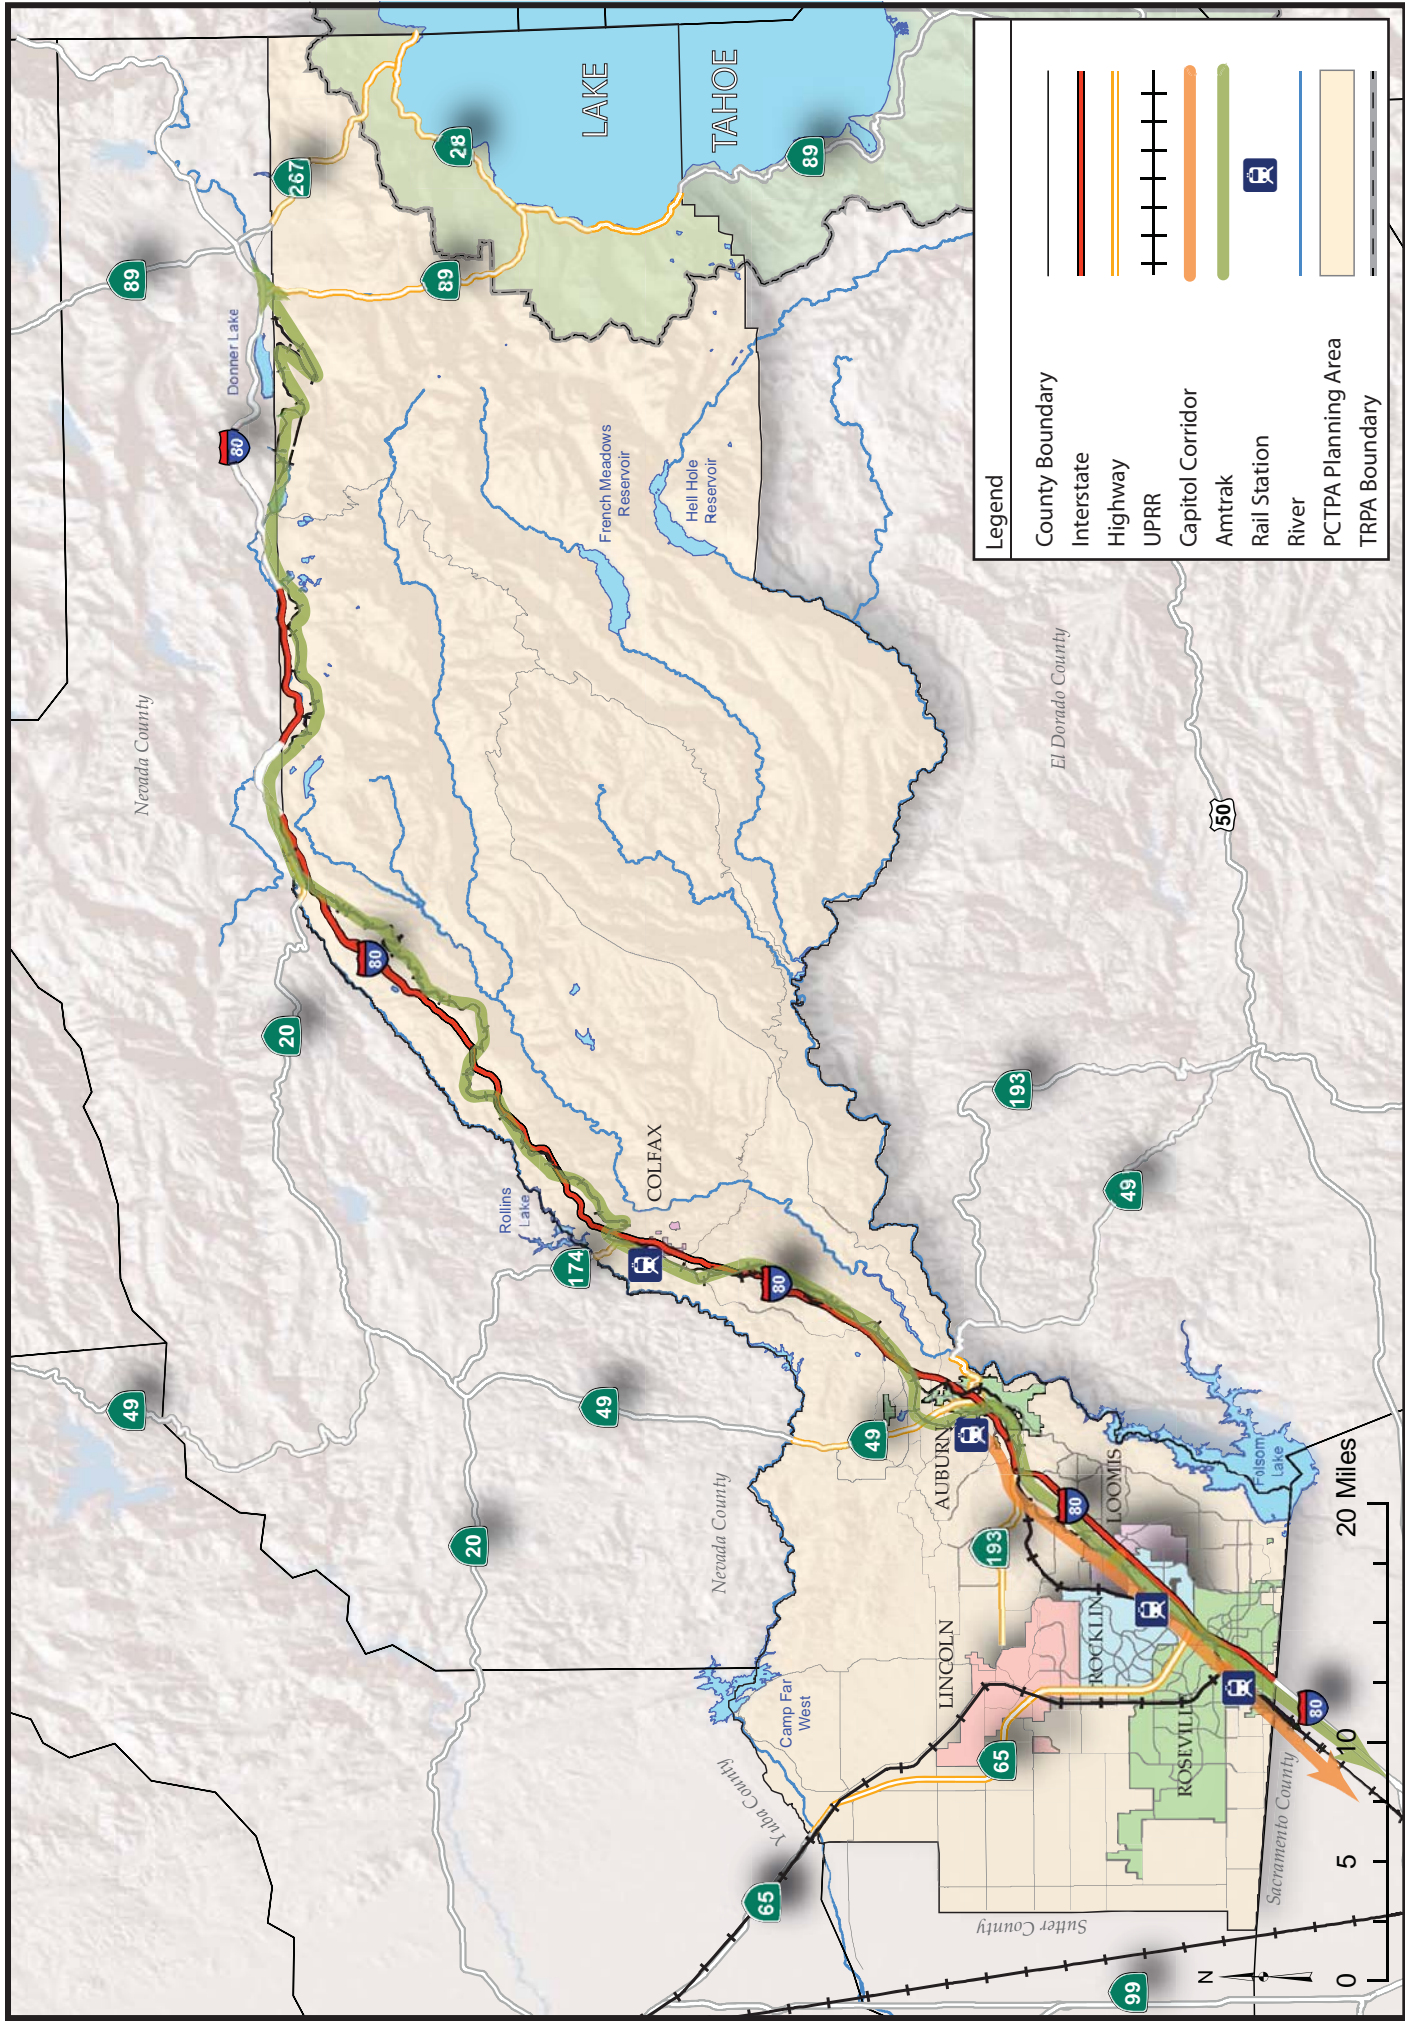 LAKE
TAHOE
267
28
89
89
89
Donner Lake
80
French Meadows
Reservoir
Hell Hole
Reservoir
Nevada County
El Dorado County
50
80
20
193
49
COLFAX
Rollins
Lake
174
80
49
49
49
AUBURN
LOOMIS
80
Folsom
Lake
193
20
Nevada County
LINCOLN
ROCKLIN
ROSEVILLE
Camp Far
West
Yuba County
65
65
80
Sacramento County
Sutter County
99
N
0
5
10
20 Miles
Legend
County Boundary
Interstate
Highway
UPRR
Capitol Corridor
Amtrak
Rail Station
River
PCTPA Planning Area
TRPA Boundary